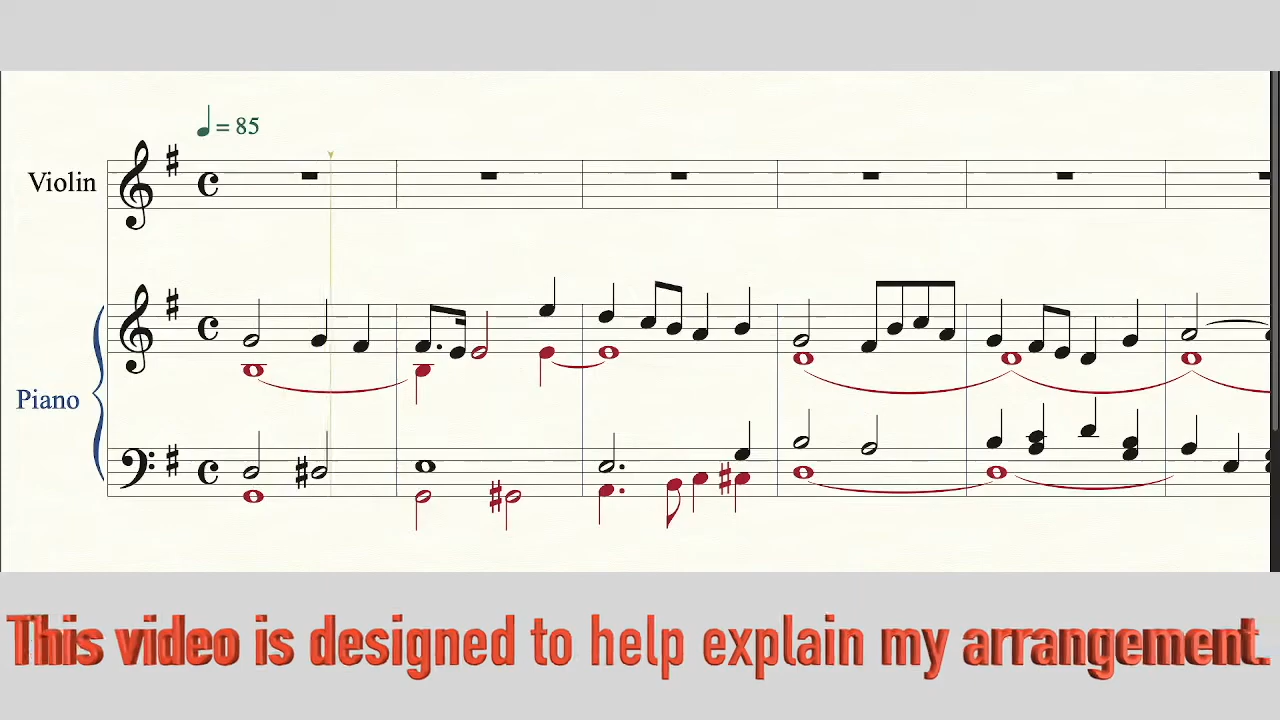 = 85
Violin
Piano
This video is designed to help explain my arrangement.